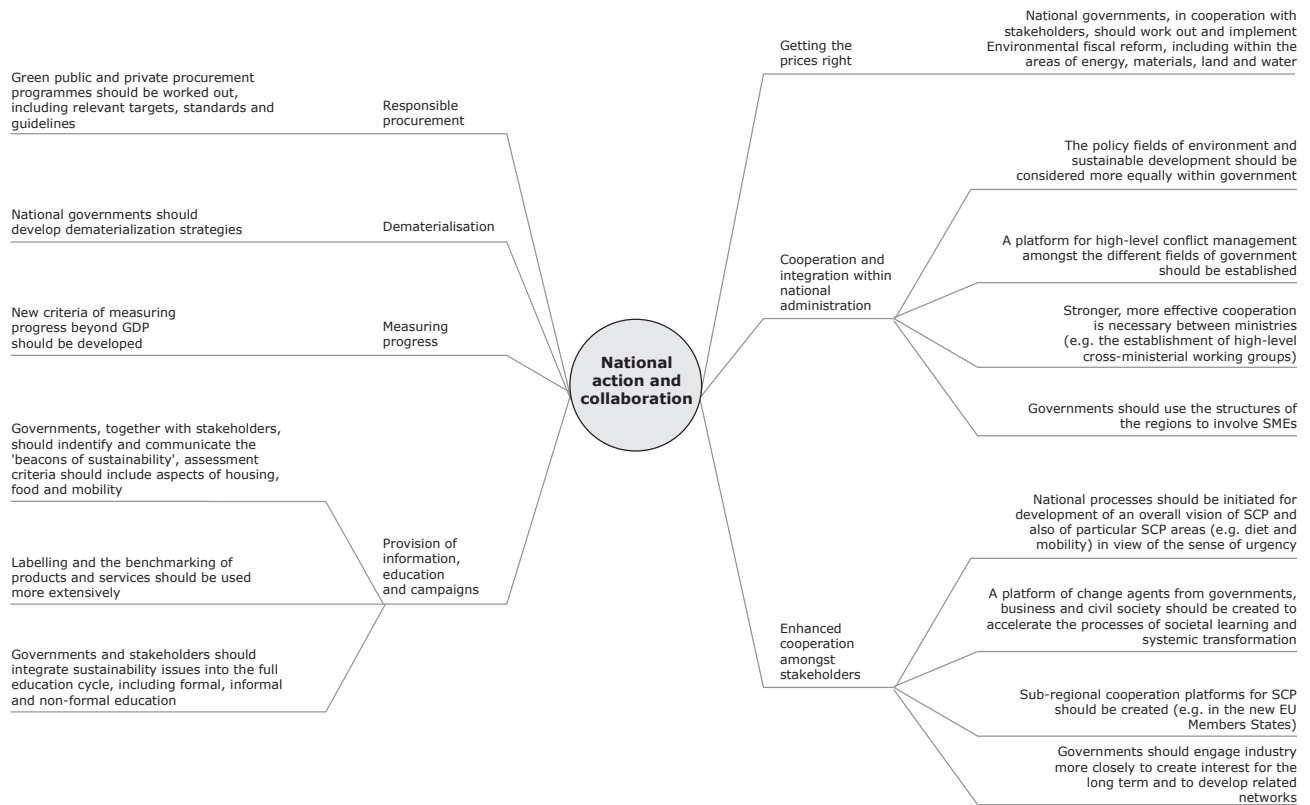 Green public and private procurement
programmes should be worked out,
including relevant targets, standards and
guidelines
Responsible
procurement
National governments should
develop dematerialization strategies
Dematerialisation
New criteria of measuring
progress beyond GDP
should be developed
Measuring
progress
Governments, together with stakeholders,
should indentify and communicate the
'beacons of sustainability', assessment
criteria should include aspects of housing,
food and mobility
Labelling and the benchmarking of
products and services should be used
more extensively
Governments and stakeholders should
integrate sustainability issues into the full
education cycle, including formal, informal
and non-formal education
Provision of
information,
education
and campaigns
National
action and
collaboration
Getting the
prices right
National governments, in cooperation with
stakeholders, should work out and implement
Environmental fiscal reform, including within the
areas of energy, materials, land and water
Cooperation and
integration within
national
administration
The policy fields of environment and
sustainable development should be
considered more equally within government
A platform for high-level conflict management
amongst the different fields of government
should be established
Stronger, more effective cooperation
is necessary between ministries
(e.g. the establishment of high-level
cross-ministerial working groups)
Governments should use the structures of
the regions to involve SMEs
Enhanced
cooperation
amongst
stakeholders
National processes should be initiated for
development of an overall vision of SCP and
also of particular SCP areas (e.g. diet and
mobility) in view of the sense of urgency
A platform of change agents from governments,
business and civil society should be created to
accelerate the processes of societal learning and
systemic transformation
Sub-regional cooperation platforms for SCP
should be created (e.g. in the new EU
Members States)
Governments should engage industry
more closely to create interest for the
long term and to develop related
networks